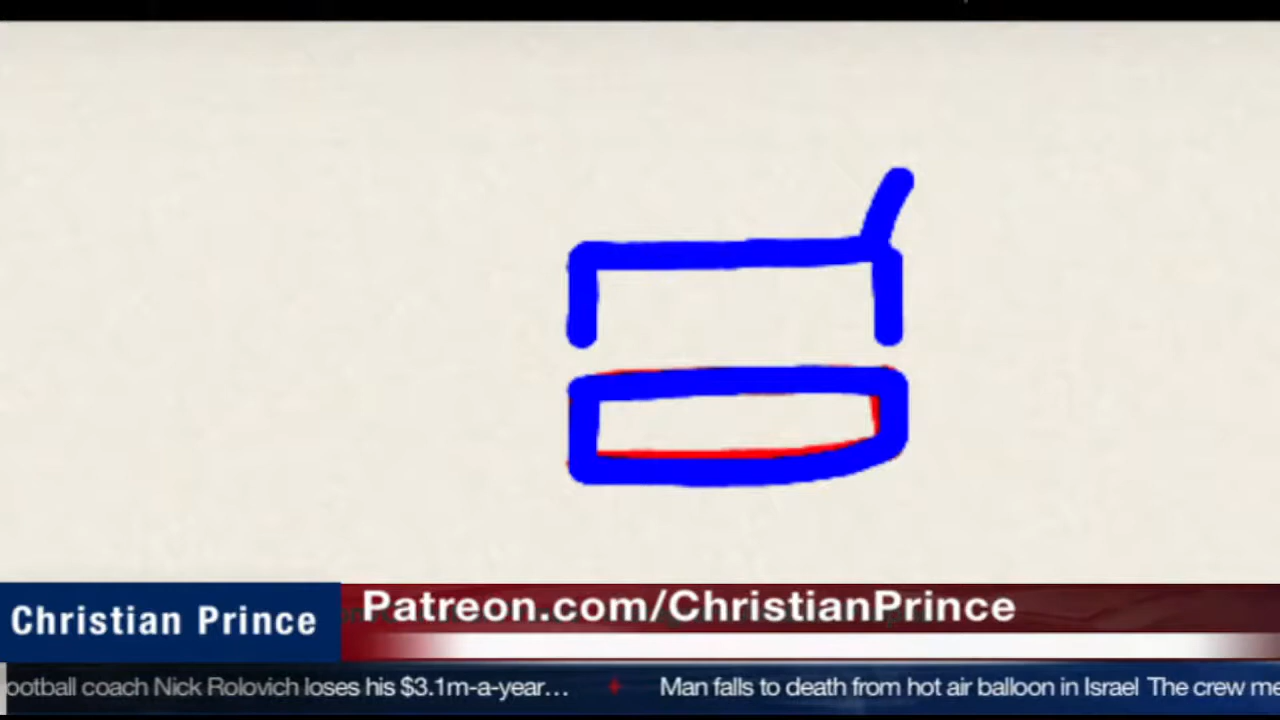 Christian Prince
Patreon.com/ChristianPrince
ootball coach Nick Rolovich loses his $3.1m-a-year… Man falls to death from hot air balloon in Israel The crew me